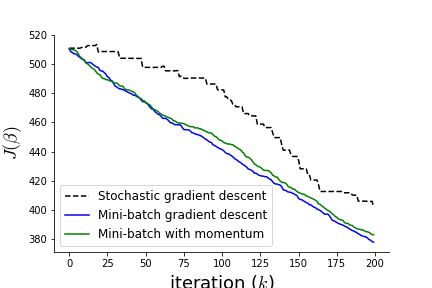 520
500
480
460
440
420
400
380
J(β)
Stochastic gradient descent
Mini-batch gradient descent
Mini-batch with momentum
0 25 50 75 100 125 150 175 200
iteration (k)